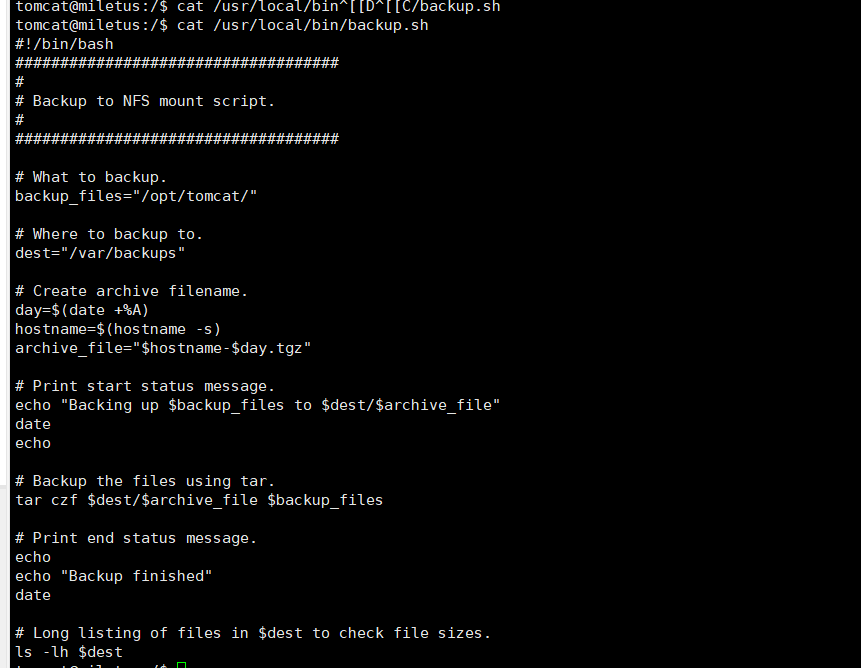 tomcat@miletus:/$ cat /usr/local/bin^[[D^[[C/backup.sh
tomcat@miletus:/$ cat /usr/local/bin/backup.sh
#!/bin/bash
####################################
#
# Backup to NFS mount script.
#
####################################

# What to backup.
backup_files="/opt/tomcat/"

# Where to backup to.
dest="/var/backups"

# Create archive filename.
day=$(date +%A)
hostname=$(hostname -s)
archive_file="$hostname-$day.tgz"

# Print start status message.
echo "Backing up $backup_files to $dest/$archive_file"
date
echo

# Backup the files using tar.
tar czf $dest/$archive_file $backup_files

# Print end status message.
echo
echo "Backup finished"
date

# Long listing of files in $dest to check file sizes.
ls -lh $dest